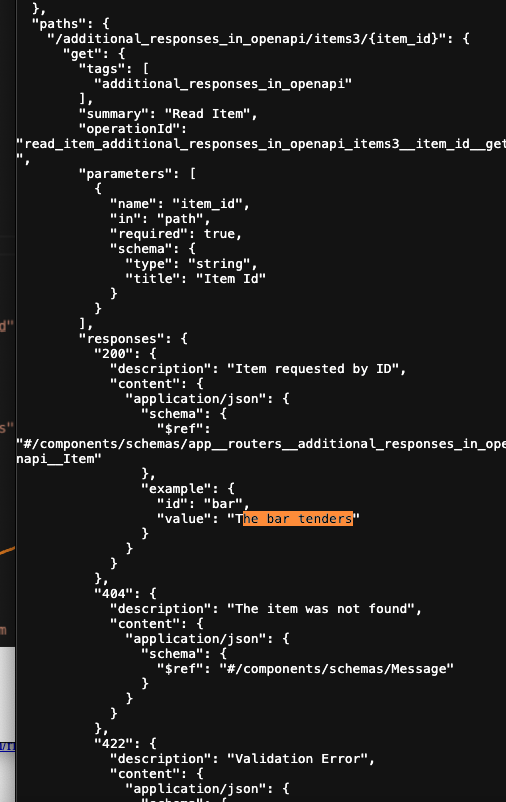 },
"paths": {
"/additional_responses_in_openapi/items3/{item_id}": {
"get": {
"tags": [
"additional_responses_in_openapi"
],
"summary": "Read Item",
"operationId":
"read_item_additional_responses_in_openapi_items3__item_id__get
",
"parameters": [
{
"name": "item_id",
"in": "path",
"required": true,
"schema": {
"type": "string",
"title": "Item Id"
}
}
],
"responses": {
"200": {
"description": "Item requested by ID",
"content": {
"application/json": {
"schema": {
"$ref":
"#/components/schemas/app__routers__additional_responses_in_ope
napi__Item"
},
"example": {
"id": "bar",
"value": "The bar tenders"
}
}
}
},
"404": {
"description": "The item was not found",
"content": {
"application/json": {
"schema": {
"$ref": "#/components/schemas/Message"
}
}
}
},
"422": {
"description": "Validation Error",
"content": {
"application/json": {
"schema": {